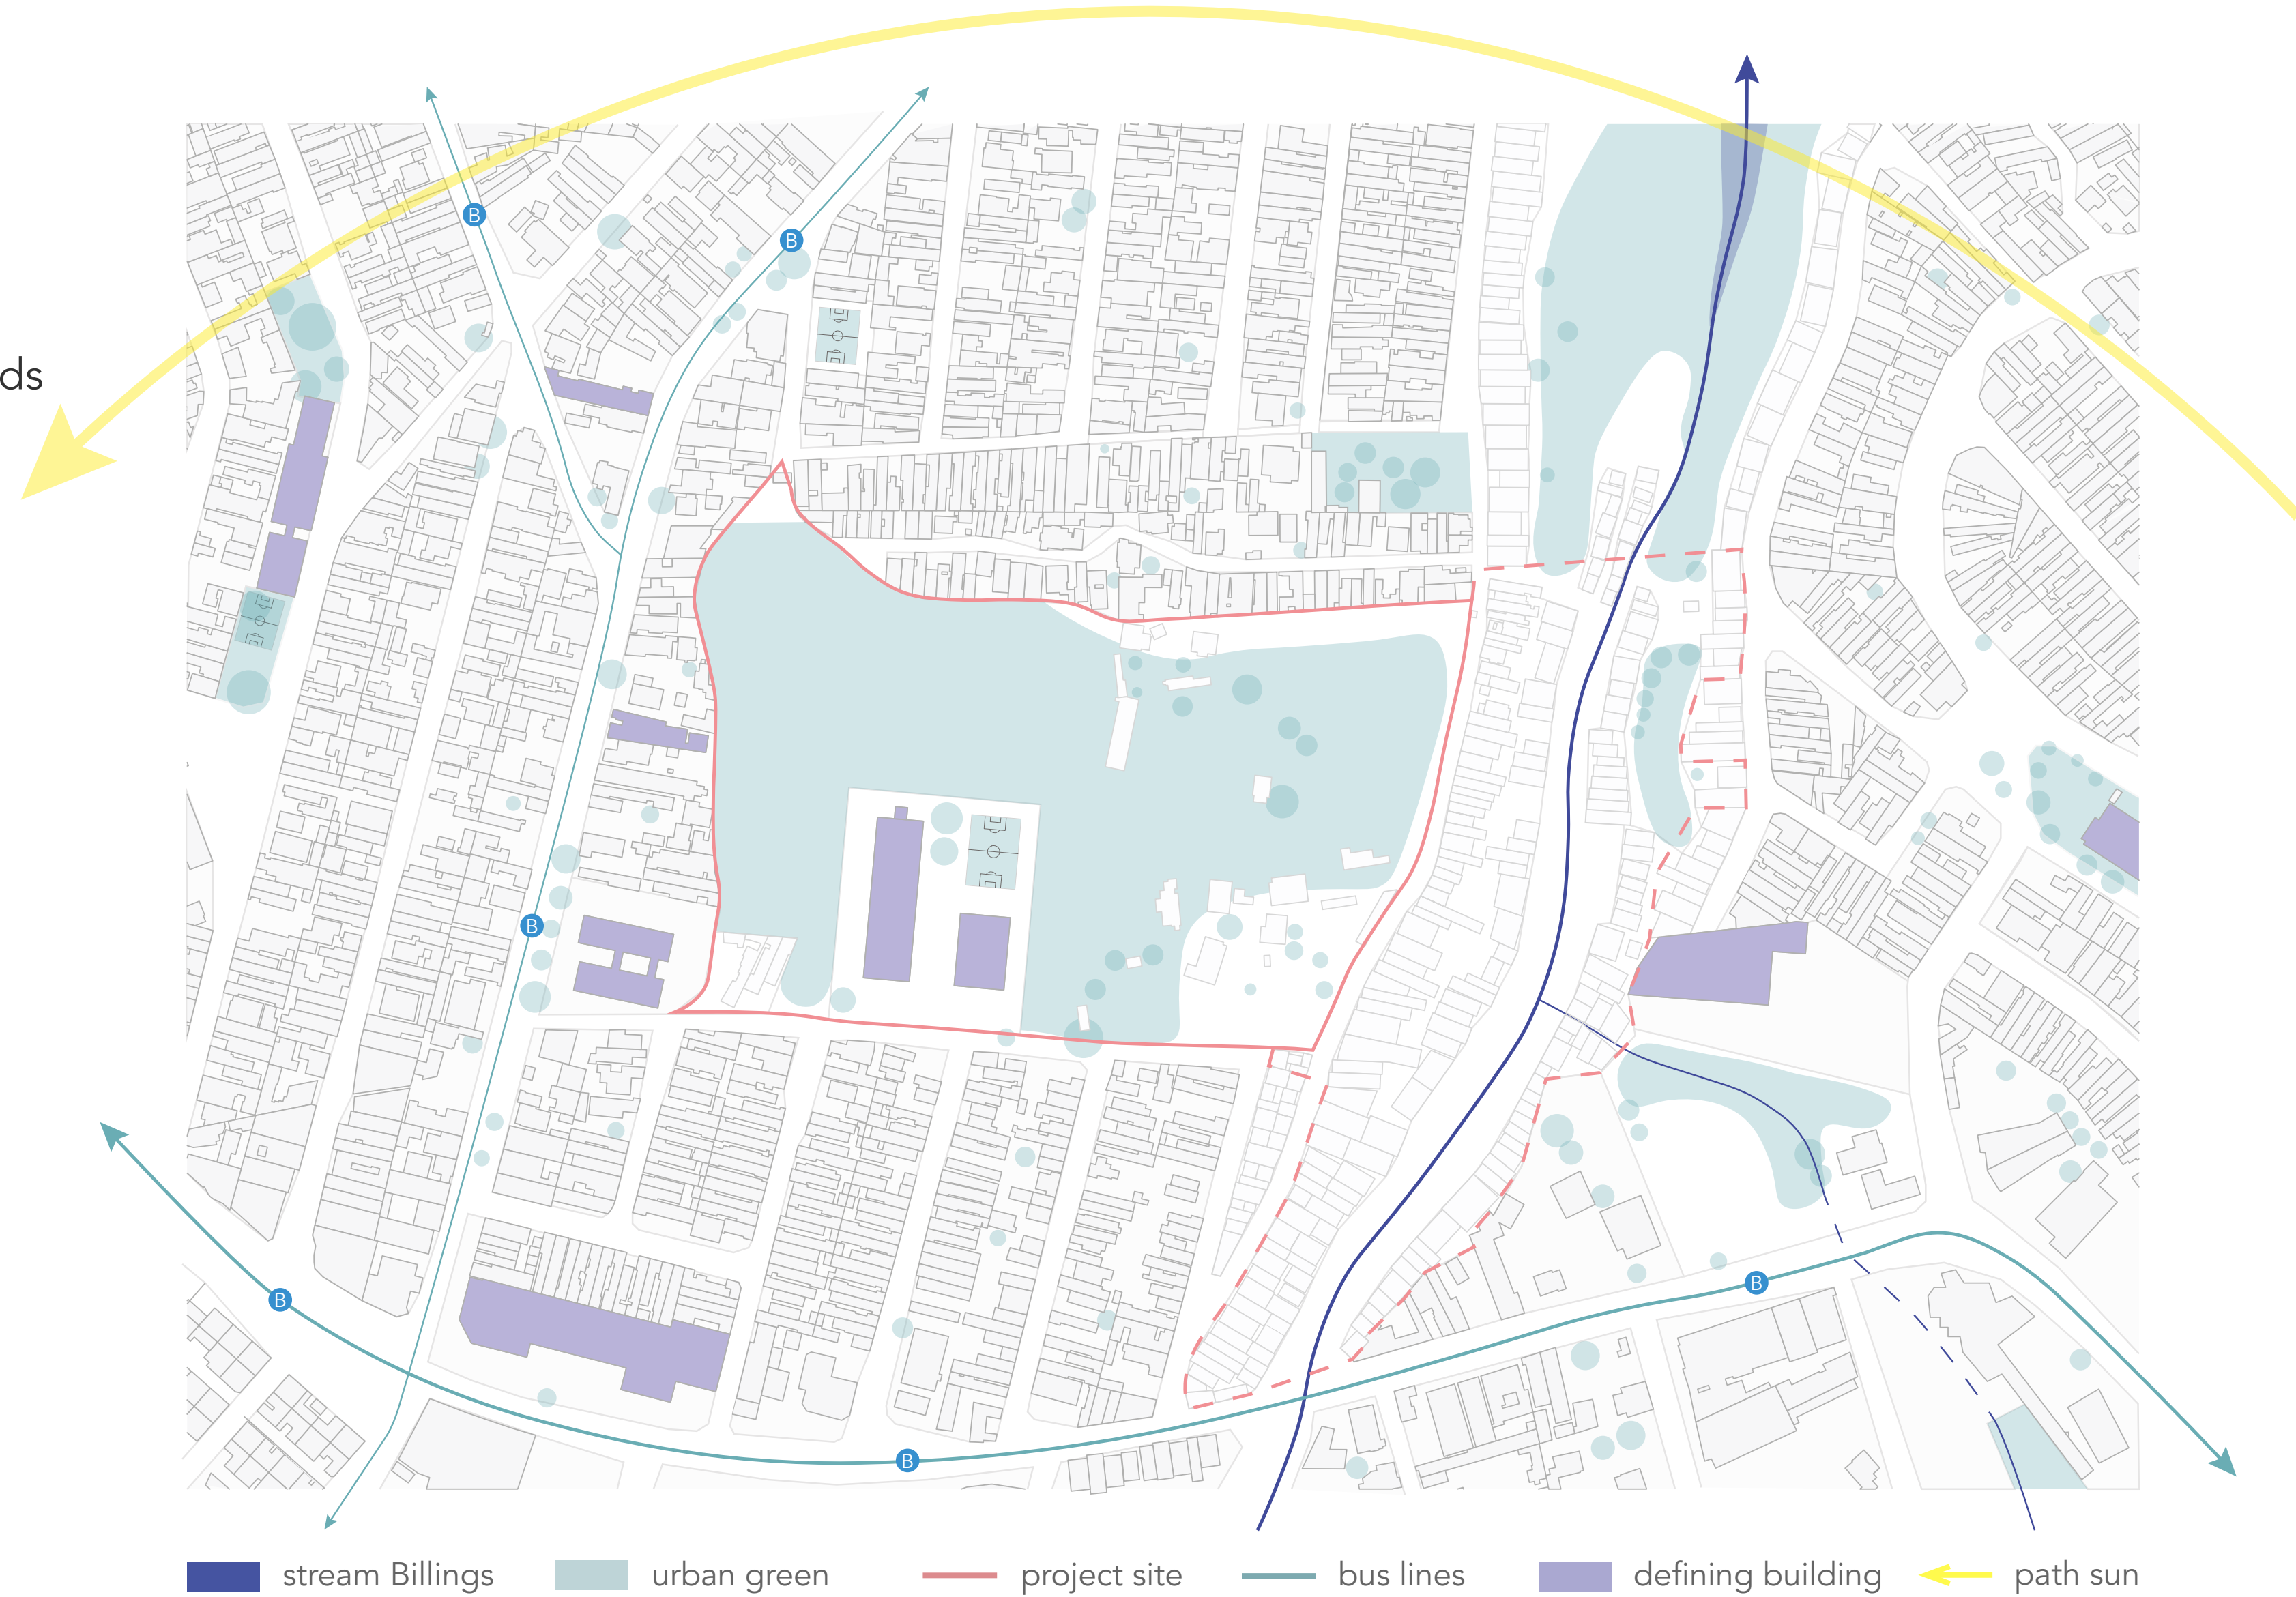 B
B
ds
B
B
B
B
stream Billings
urban green
project site
bus lines
defining building
path sun